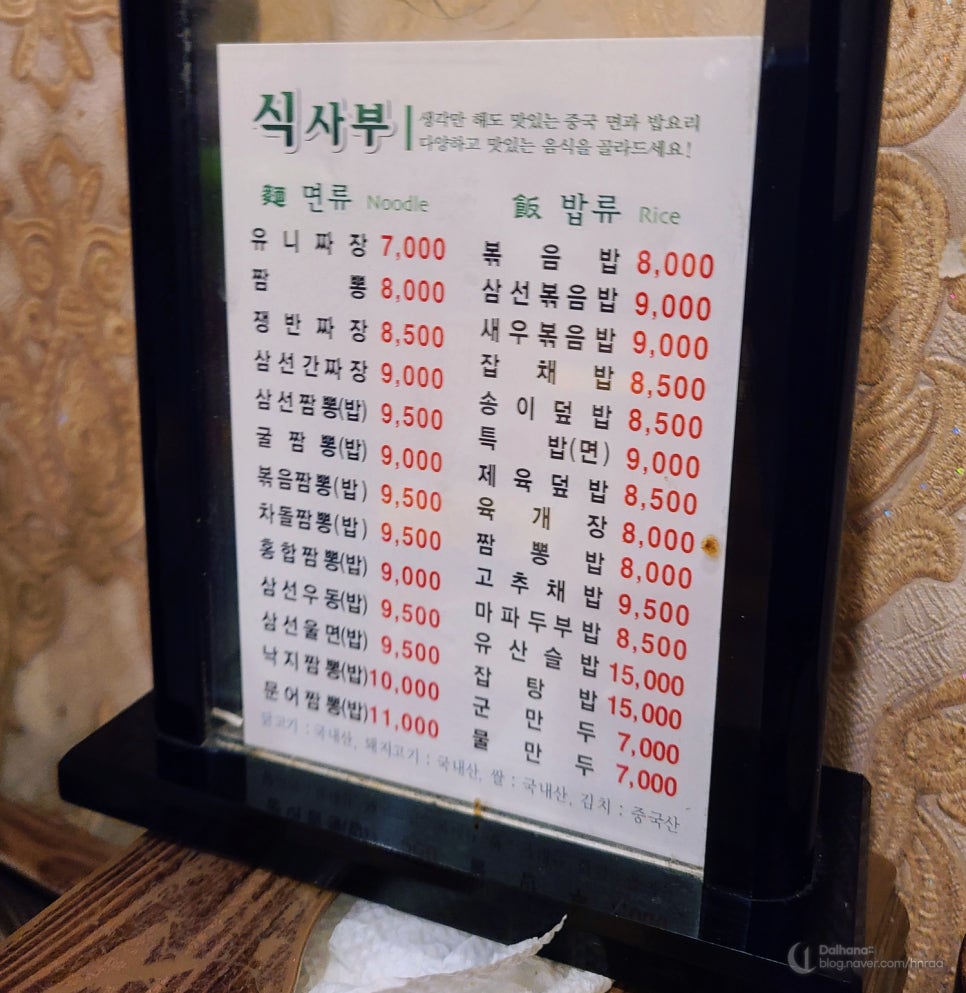 식사부
생각만 해도 맛있는 중국 면과 밥요리
다양하고 맛있는 음식을 골라드세요!
麵 면류 Noodle
유니짜장 7,000
짬뽕 8,000
쟁반짜장 8,500
삼선간짜장 9,000
삼선짬뽕(밥) 9,500
굴짬뽕(밥) 9,000
볶음짬뽕(밥) 9,500
차돌짬뽕(밥) 9,500
홍합짬뽕(밥) 9,000
삼선우동(밥) 9,500
삼선울면(밥) 9,500
낙지짬뽕(밥) 10,000
문어짬뽕(밥) 11,000
飯 밥류 Rice
볶음밥 8,000
삼선볶음밥 9,000
새우볶음밥 9,000
잡채밥 8,500
송이덮밥 8,500
특밥(면) 9,000
제육덮밥 8,500
육개장 8,000
짬뽕밥 8,000
고추채밥 9,500
마파두부밥 8,500
유산슬밥 15,000
잡탕밥 15,000
군만두 7,000
물만두 7,000
닭고기 : 국내산, 돼지고기 : 국내산, 쌀 : 국내산, 김치 : 중국산
Dalhana
blog.naver.com/hnraa